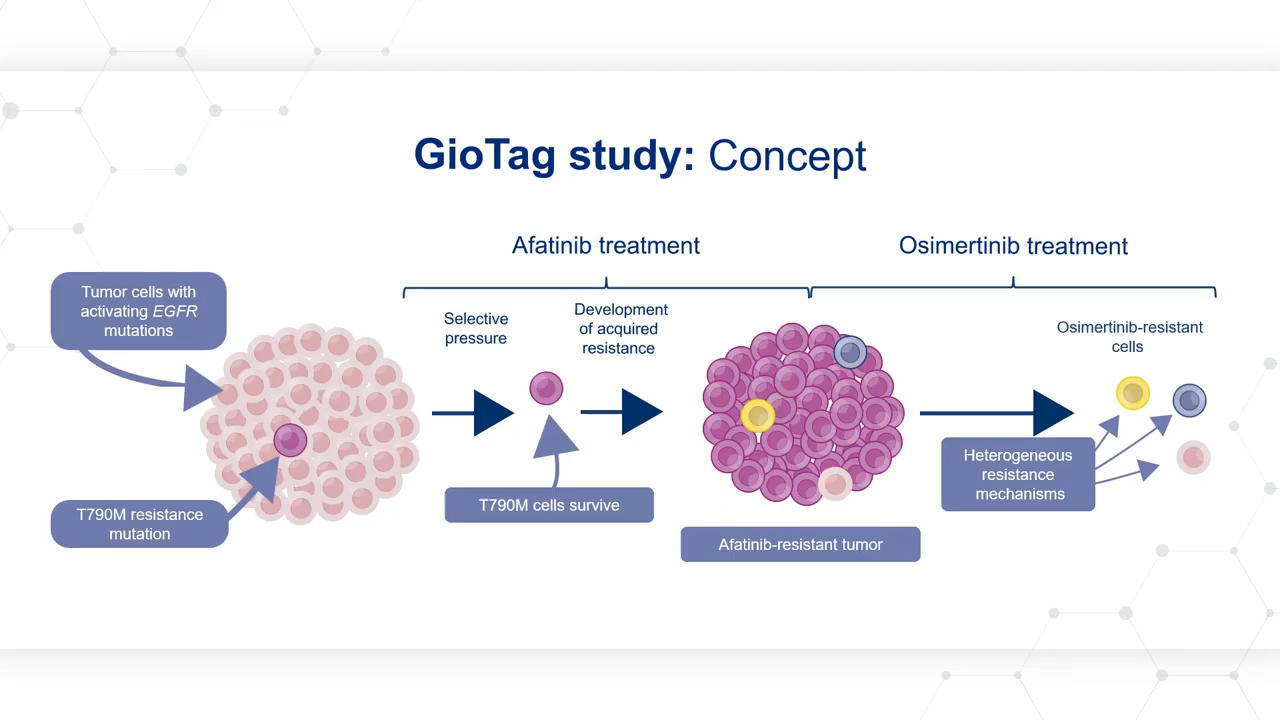 GioTag study: Concept
Afatinib treatment
Osimertinib treatment
Tumor cells with
activating EGFR
mutations
Selective
pressure
Development
of acquired
resistance
Osimertinib-resistant
cells
T790M resistance
mutation
T790M cells survive
Afatinib-resistant tumor
Heterogeneous
resistance
mechanisms